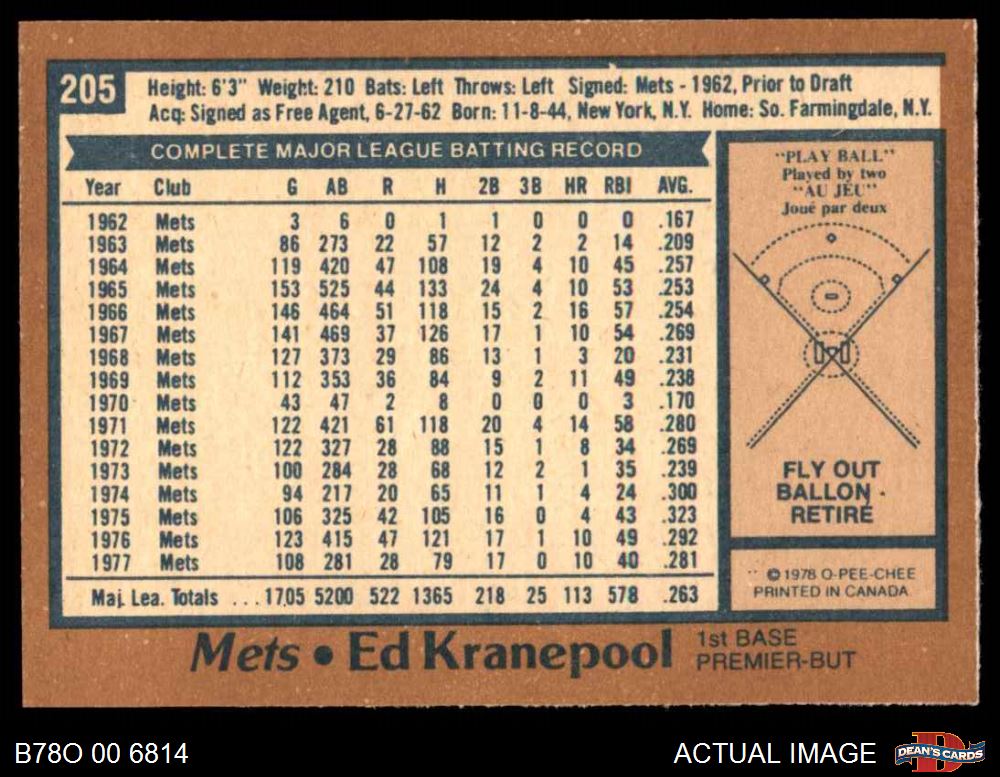 205
Height: 6'3" Weight: 210 Bats: Left Throws: Left Signed: Mets - 1962, Prior to Draft
Acq: Signed as Free Agent, 6-27-62 Born: 11-8-44, New York, N.Y. Home: So. Farmingdale, N.Y.
COMPLETE MAJOR LEAGUE BATTING RECORD
Year Club G AB R H 2B 3B HR RBI AVG.
1962 Mets 3 6 0 1 1 0 0 0 .167
1963 Mets 86 273 22 57 12 2 2 14 .209
1964 Mets 119 420 47 108 19 4 10 45 .257
1965 Mets 153 525 44 133 24 4 10 53 .253
1966 Mets 146 464 51 118 15 2 16 57 .254
1967 Mets 141 469 37 126 17 1 10 54 .269
1968 Mets 127 373 29 86 13 1 3 20 .231
1969 Mets 112 353 36 84 9 2 11 49 .238
1970 Mets 43 47 2 8 0 0 0 3 .170
1971 Mets 122 421 61 118 20 4 14 58 .280
1972 Mets 122 327 28 88 15 1 8 34 .269
1973 Mets 100 284 28 68 12 2 1 35 .239
1974 Mets 94 217 20 65 11 1 4 24 .300
1975 Mets 106 325 42 105 16 0 4 43 .323
1976 Mets 123 415 47 121 17 1 10 49 .292
1977 Mets 108 281 28 79 17 0 10 40 .281
Maj. Lea. Totals ...1705 5200 522 1365 218 25 113 578 .263
"PLAY BALL"
Played by two
"AU JEU"
Joué par deux
FLY OUT
BALLON -
RETIRÉ
© 1978 O-PEE-CHEE
PRINTED IN CANADA
Mets • Ed Kranepool
1st BASE
PREMIER-BUT
B78O 00 6814
ACTUAL IMAGE
D
DEAN'S CARDS